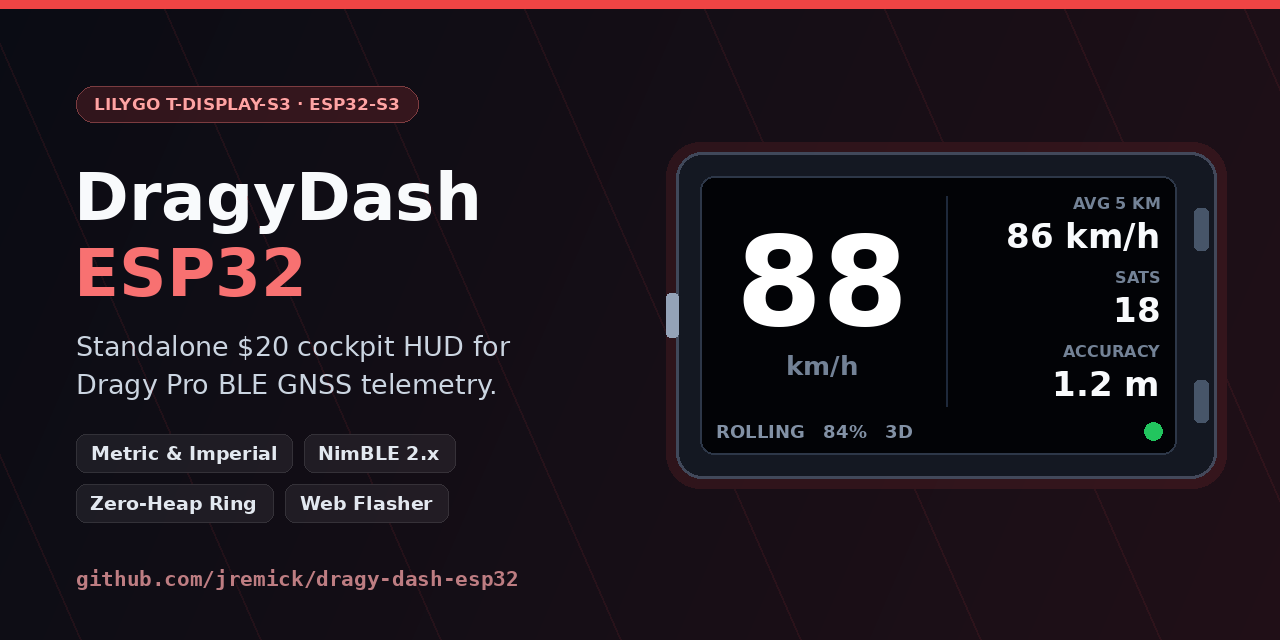 LILYGO T-DISPLAY-S3 · ESP32-S3
DragyDash
ESP32
Standalone $20 cockpit HUD for
Dragy Pro BLE GNSS telemetry.
Metric & Imperial
NimBLE 2.x
Zero-Heap Ring
Web Flasher
github.com/jremick/dragy-dash-esp32
88
km/h
AVG 5 KM
86 km/h
SATS
18
ACCURACY
1.2 m
ROLLING 84% 3D